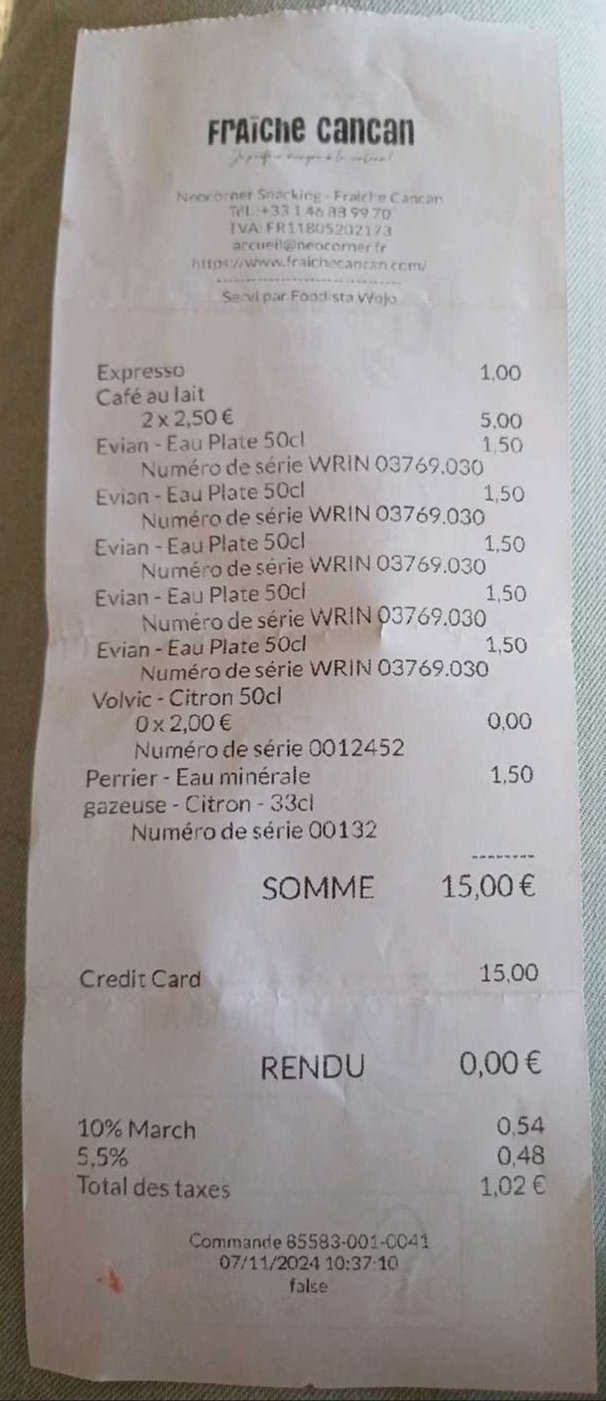 FRAÎCHE CANCAN
Neocorner Snacking - Fraîche Cancan
Tél.: +33 1 46 88 99 70
TVA: FR11805202173
accueil@neocorner.fr
https://www.fraichecancan.com/
Servi par Foodista Wojo
Expresso 1,00
Café au lait
2 x 2,50 € 5,00
Evian - Eau Plate 50cl 1,50
Numéro de série WRIN 03769.030
Evian - Eau Plate 50cl 1,50
Numéro de série WRIN 03769.030
Evian - Eau Plate 50cl 1,50
Numéro de série WRIN 03769.030
Evian - Eau Plate 50cl 1,50
Numéro de série WRIN 03769.030
Evian - Eau Plate 50cl 1,50
Numéro de série WRIN 03769.030
Volvic - Citron 50cl
0 x 2,00 € 0,00
Numéro de série 0012452
Perrier - Eau minérale 1,50
gazeuse - Citron - 33cl
Numéro de série 00132
--------
SOMME 15,00 €
Credit Card 15,00
RENDU 0,00 €
10% March 0,54
5,5% 0,48
Total des taxes 1,02 €
Commande 85583-001-0041
07/11/2024 10:37:10
false